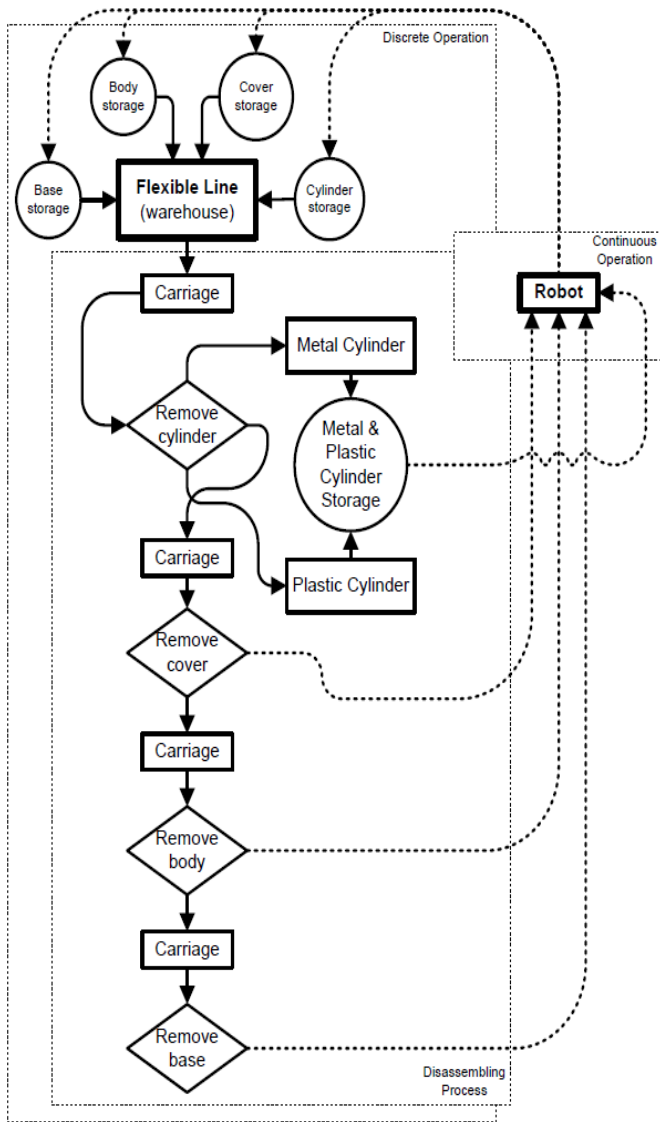 Discrete Operation
Body
storage
Cover
storage
Base
storage
Flexible Line
(warehouse)
Cylinder
storage
Continuous
Operation
Robot
Carriage
Metal Cylinder
Remove
cylinder
Metal &
Plastic
Cylinder
Storage
Carriage
Plastic Cylinder
Remove
cover
Carriage
Remove
body
Carriage
Remove
base
Disassembling
Process